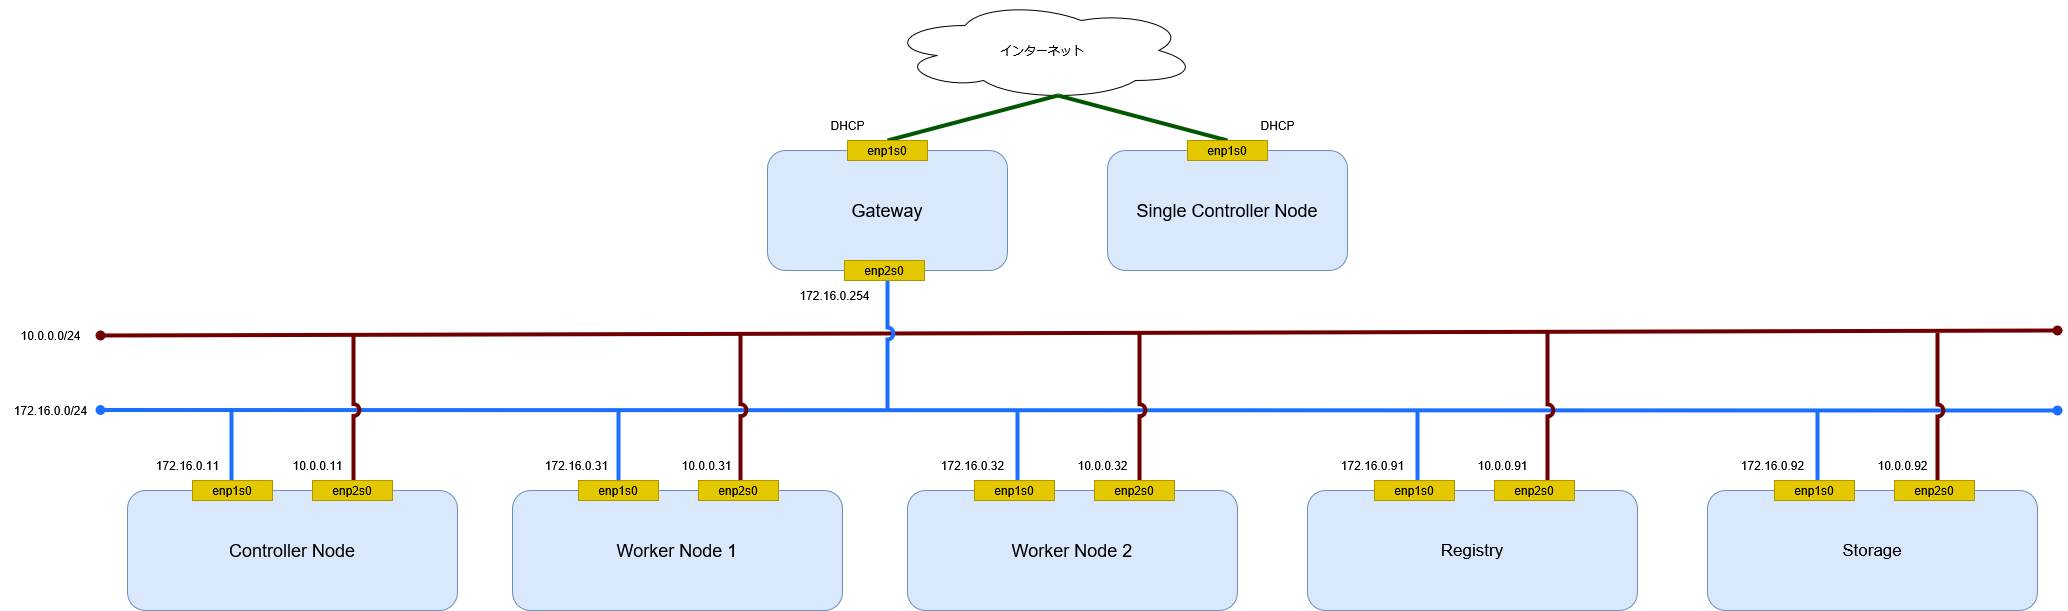 インターネット
DHCP
DHCP
enp1s0
enp1s0
Gateway
Single Controller Node
enp2s0
172.16.0.254
10.0.0.0/24
172.16.0.0/24
172.16.0.11
10.0.0.11
172.16.0.31
10.0.0.31
172.16.0.32
10.0.0.32
172.16.0.91
10.0.0.91
172.16.0.92
10.0.0.92
enp1s0
enp2s0
enp1s0
enp2s0
enp1s0
enp2s0
enp1s0
enp2s0
enp1s0
enp2s0
Controller Node
Worker Node 1
Worker Node 2
Registry
Storage